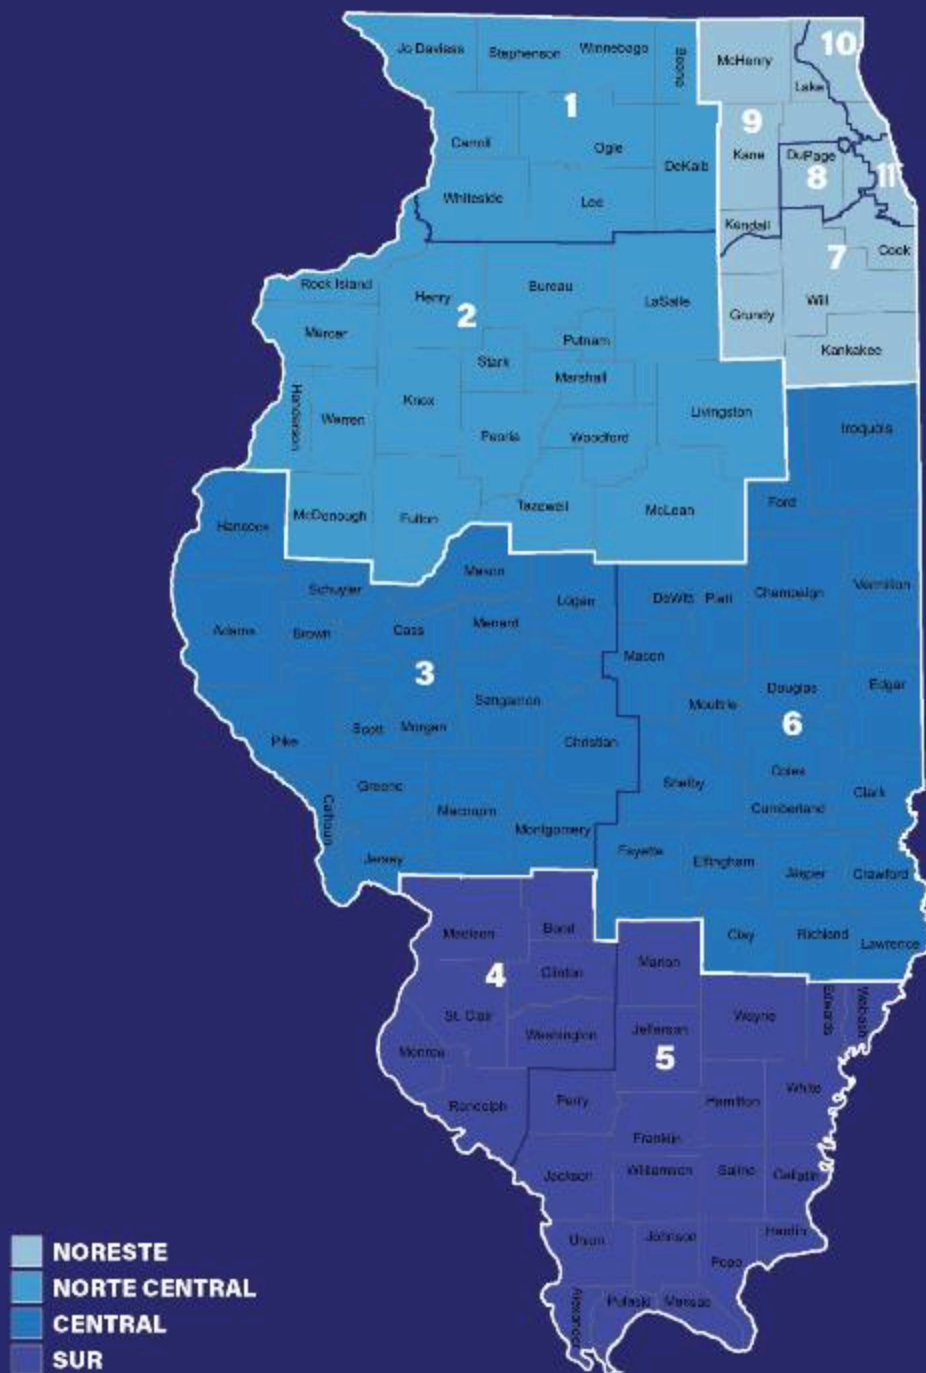 10
Jo Daviess
Stephenson
Winnebago
Boone
McHenry
Lake
1
9
Carroll
Ogle
Kane
DuPage
DeKalb
8
11
Whiteside
Lee
Kendall
Cook
7
Rock Island
Henry
Bureau
LaSalle
Will
2
Grundy
Mercer
Putnam
Kankakee
Stark
Marshall
Knox
Livingston
Henderson
Warren
Peoria
Woodford
Iroquois
Ford
Tazewell
McLean
McDonough
Fulton
Hancock
Mason
Schuyler
Logan
DeWitt
Piatt
Champaign
Vermilion
Adams
Brown
Cass
Menard
Macon
3
Douglas
Edgar
Sangamon
Moultrie
6
Scott
Morgan
Pike
Christian
Coles
Greene
Shelby
Clark
Calhoun
Macoupin
Cumberland
Montgomery
Jersey
Fayette
Effingham
Jasper
Crawford
Madison
Bond
Clay
Richland
Lawrence
4
Clinton
Marion
St. Clair
Wayne
Edwards
Wabash
Washington
Jefferson
Monroe
5
Randolph
Perry
Hamilton
White
Franklin
Jackson
Williamson
Saline
Gallatin
Union
Johnson
Hardin
Pope
Alexander
Pulaski
Massac
NORESTE
NORTE CENTRAL
CENTRAL
SUR